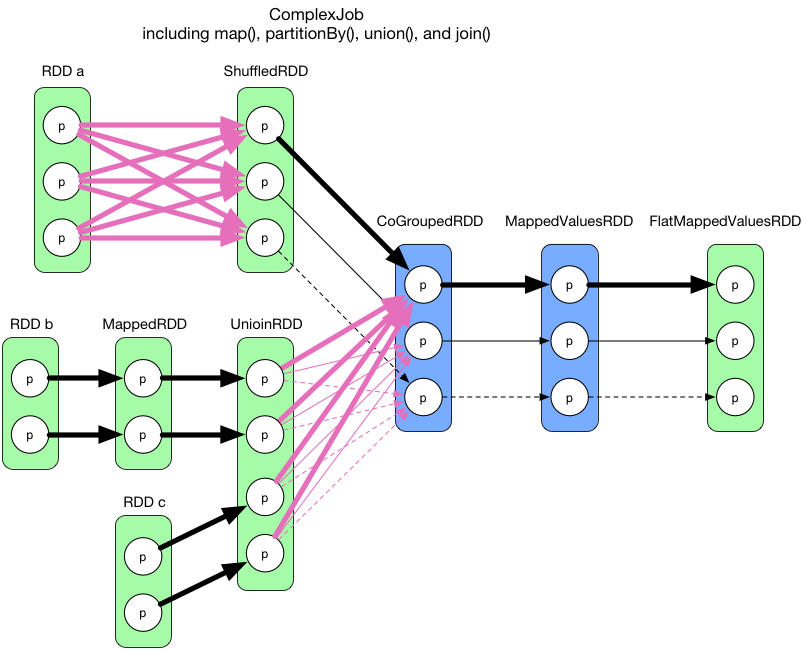 ComplexJob
including map(), partitionBy(), union(), and join()
RDD a
ShuffledRDD
p
p
p
p
p
p
CoGroupedRDD
MappedValuesRDD
FlatMappedValuesRDD
p
p
p
p
p
p
p
p
p
RDD b
MappedRDD
UnioinRDD
p
p
p
p
p
p
RDD c
p
p
p
p